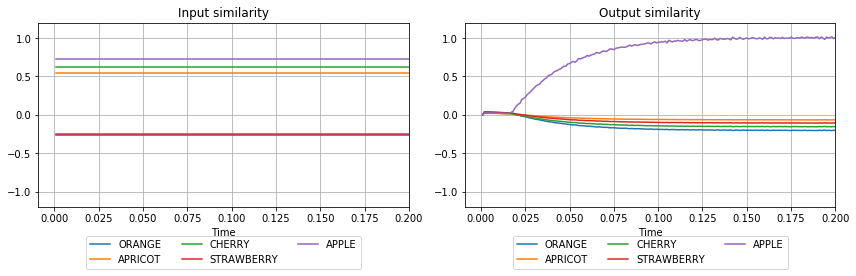 Input similarity
1.0
0.5
0.0
−0.5
−1.0
0.000 0.025 0.050 0.075 0.100 0.125 0.150 0.175 0.200
Time
ORANGE CHERRY APPLE
APRICOT STRAWBERRY
Output similarity
1.0
0.5
0.0
−0.5
−1.0
0.000 0.025 0.050 0.075 0.100 0.125 0.150 0.175 0.200
Time
ORANGE CHERRY APPLE
APRICOT STRAWBERRY